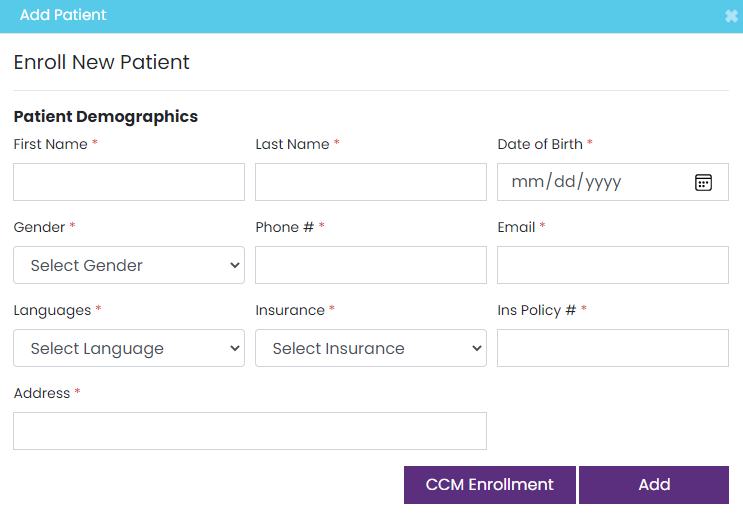 Add Patient
Enroll New Patient
Patient Demographics
First Name * Last Name * Date of Birth *
mm/dd/yyyy
Gender * Phone # * Email *
Select Gender
Languages * Insurance * Ins Policy # *
Select Language Select Insurance
Address *
CCM Enrollment Add